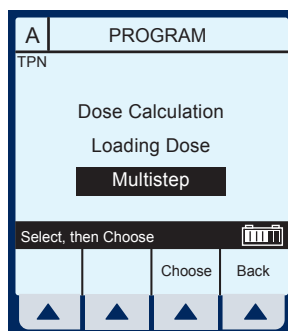 A PROGRAM
TPN
Dose Calculation
Loading Dose
Multistep
Select, then Choose
Choose Back